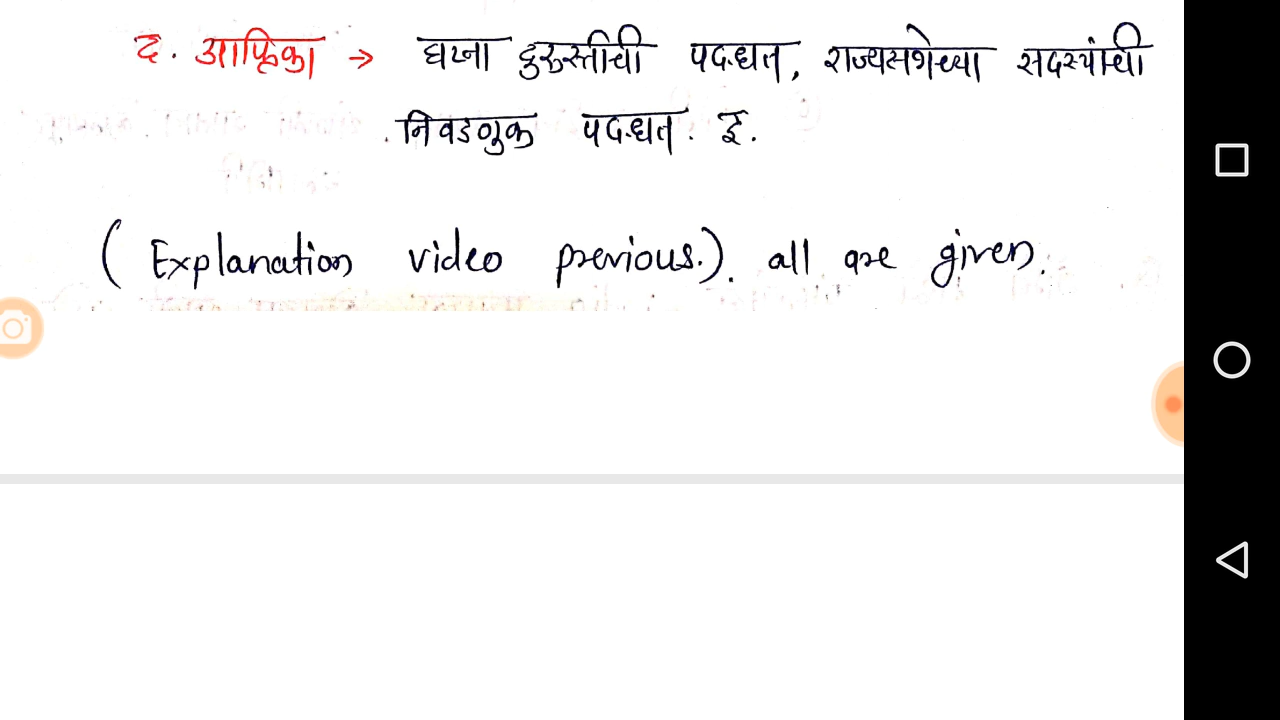 द. आफ्रिका → घटना दुरुस्तीची पद्धत, राज्यसभेच्या सदस्यांची
निवडणुक पद्धत. इ.
(Explanation video previous.). all are given.